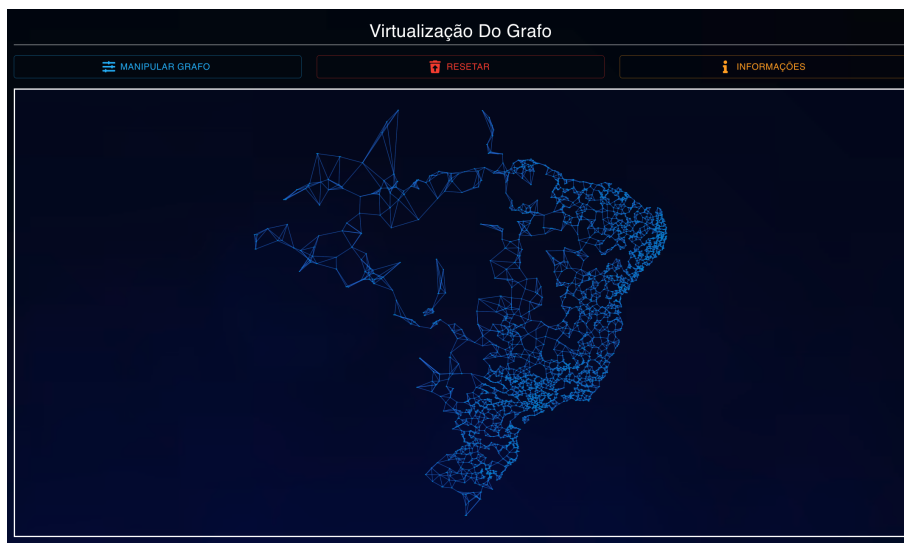 Virtualização Do Grafo
MANIPULAR GRAFO
RESETAR
INFORMAÇÕES